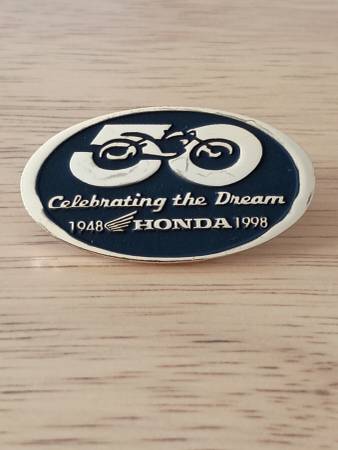 50
Celebrating the Dream
1948 HONDA 1998